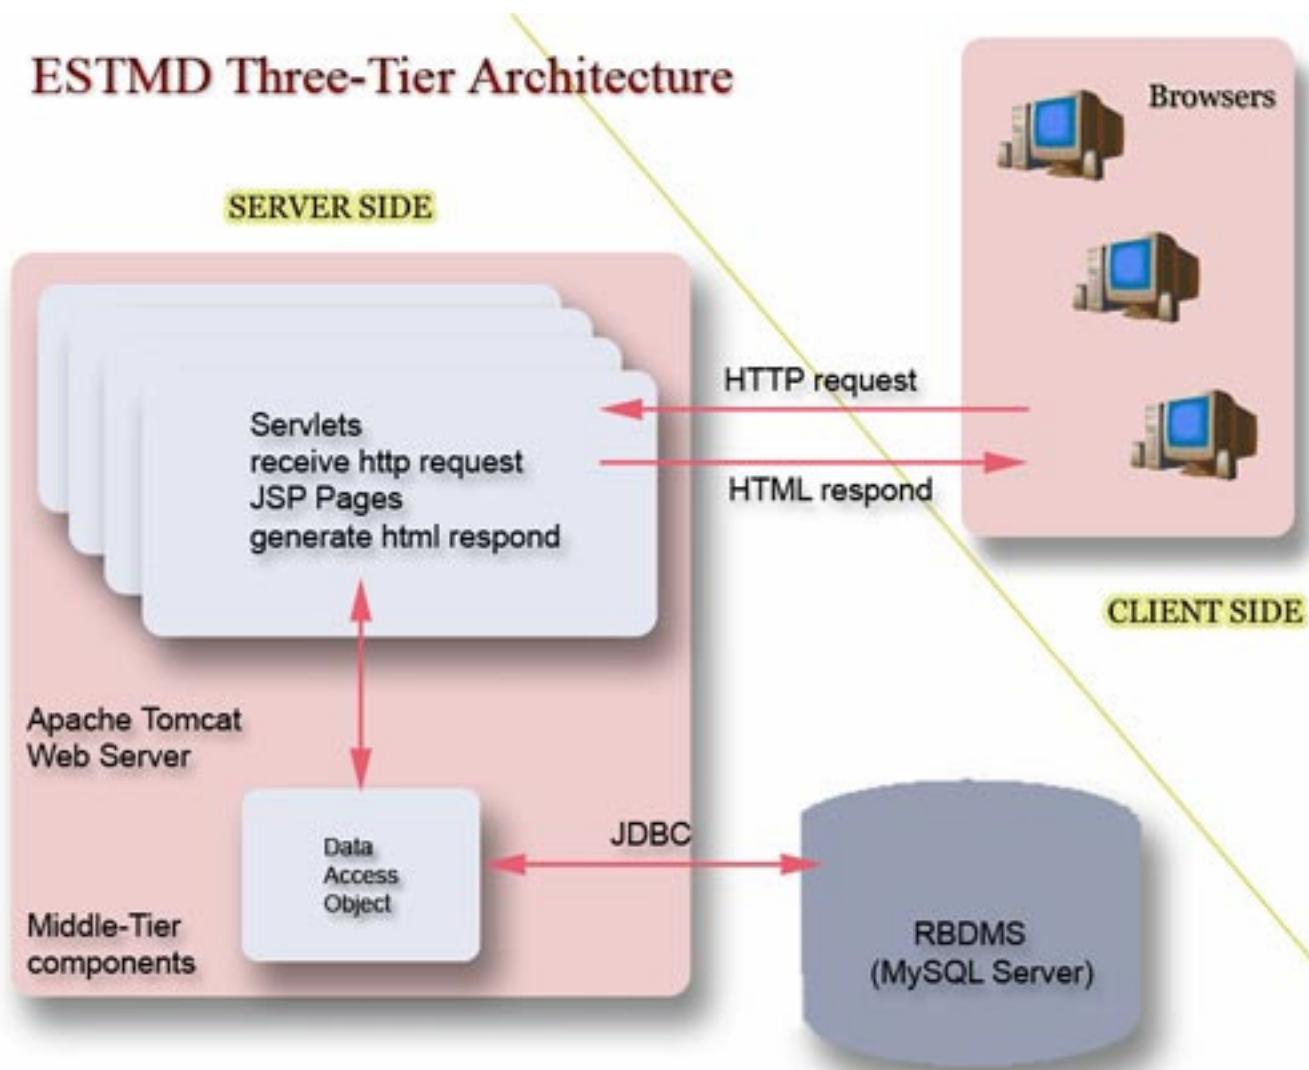 ESTMD Three-Tier Architecture
Browsers
SERVER SIDE
HTTP request
Servlets
receive http request
JSP Pages
generate html respond
HTML respond
CLIENT SIDE
Apache Tomcat
Web Server
JDBC
Data
Access
Object
Middle-Tier
components
RBDMS
(MySQL Server)